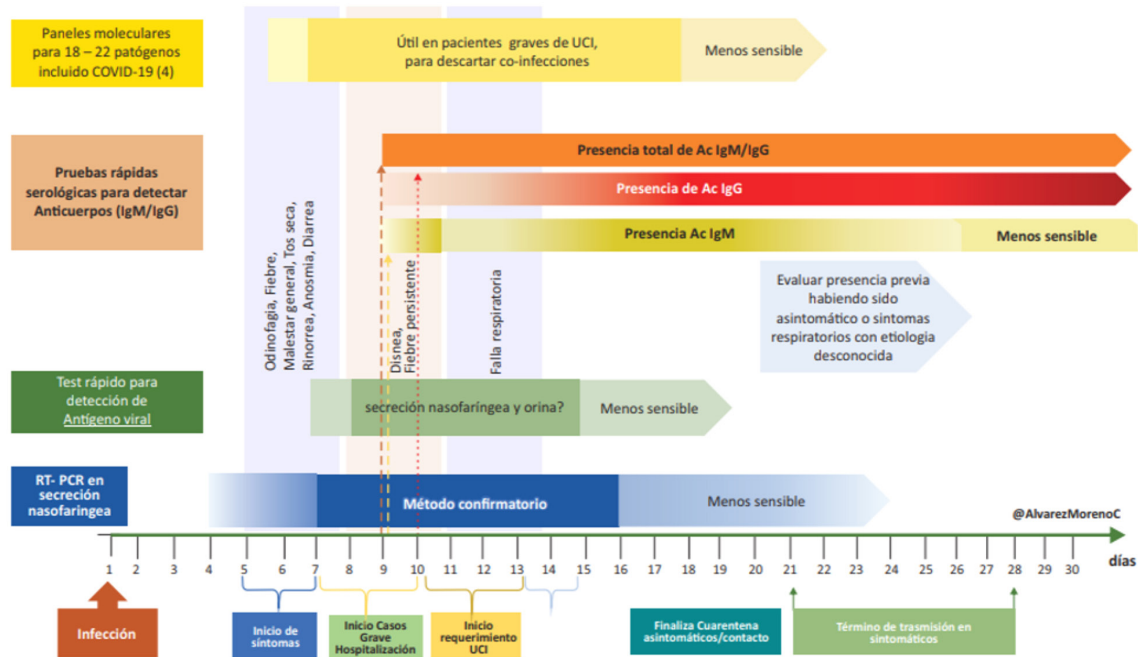 Paneles moleculares
para 18 – 22 patógenos
incluido COVID-19 (4)
Útil en pacientes graves de UCI,
para descartar co-infecciones
Menos sensible
Pruebas rápidas
serológicas para detectar
Anticuerpos (IgM/IgG)
Presencia total de Ac IgM/IgG
Presencia de Ac IgG
Presencia Ac IgM
Menos sensible
Odinofagia, Fiebre,
Malestar general, Tos seca,
Rinorrea, Anosmia, Diarrea
Disnea,
Fiebre persistente
Falla respiratoria
Evaluar presencia previa
habiendo sido
asintomático o sintomas
respiratorios con etiologia
desconocida
Test rápido para
detección de
Antígeno viral
secreción nasofaríngea y orina?
Menos sensible
RT- PCR en
secreción
nasofaringea
Método confirmatorio
Menos sensible
@AlvarezMorenoC
1 2 3 4 5 6 7 8 9 10 11 12 13 14 15 16 17 18 19 20 21 22 23 24 25 26 27 28 29 30 días
Infección
Inicio de
síntomas
Inicio Casos
Grave
Hospitalización
Inicio
requerimiento
UCI
Finaliza Cuarentena
asintomáticos/contacto
Término de trasmisión en
sintomáticos